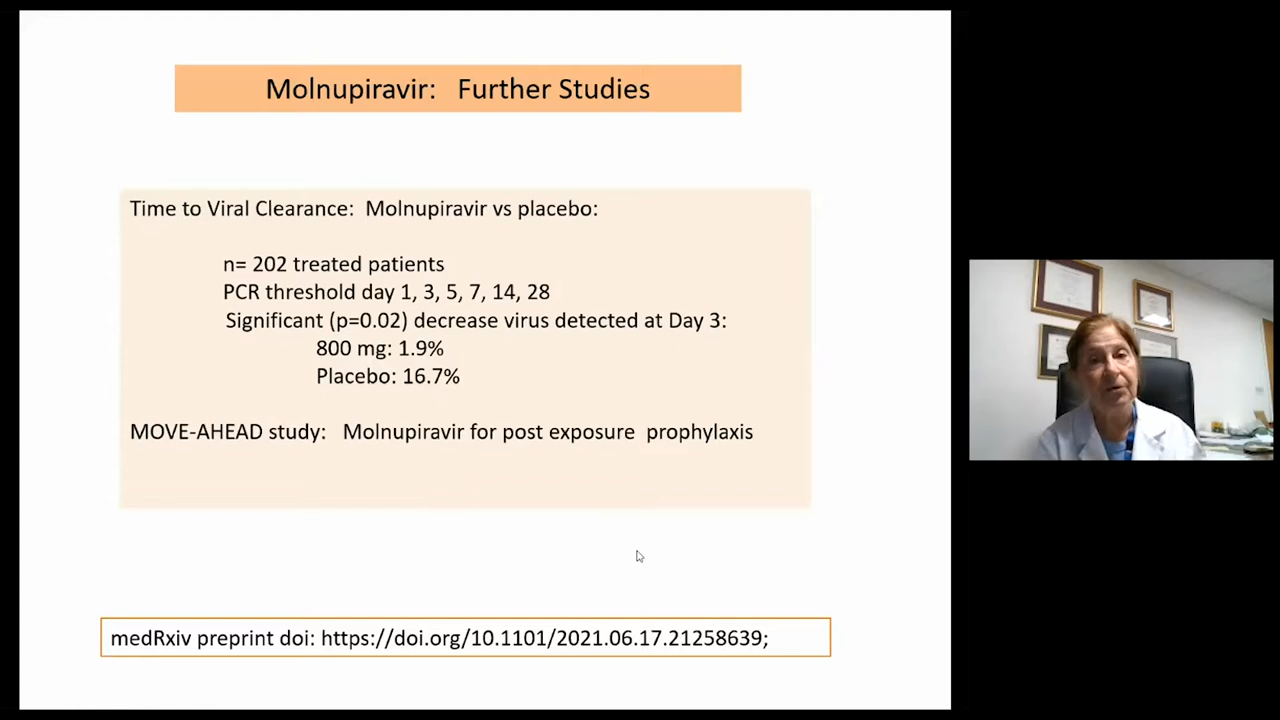 Molnupiravir: Further Studies
Time to Viral Clearance: Molnupiravir vs placebo:
n= 202 treated patients
PCR threshold day 1, 3, 5, 7, 14, 28
Significant (p=0.02) decrease virus detected at Day 3:
800 mg: 1.9%
Placebo: 16.7%
MOVE-AHEAD study: Molnupiravir for post exposure prophylaxis
medRxiv preprint doi: https://doi.org/10.1101/2021.06.17.21258639;